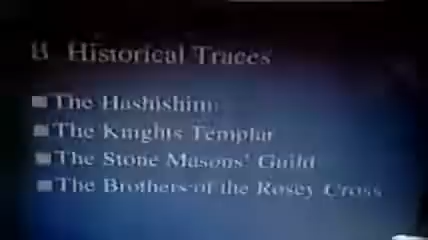 Historical Traces
The Hashishim
The Knights Templar
The Stone Masons' Guild
The Brothers of the Rosey Cross